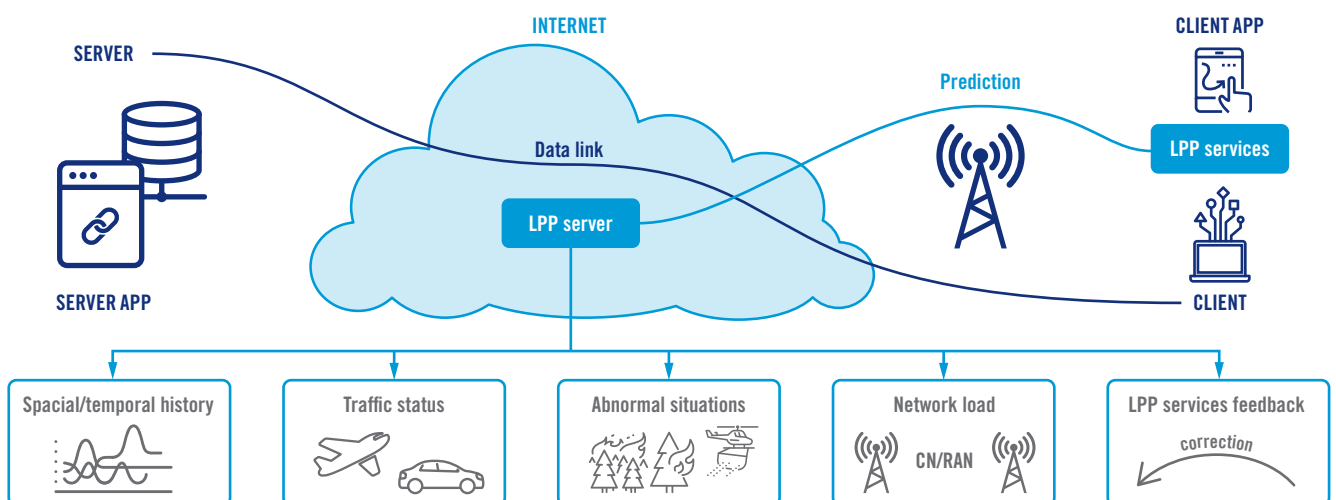 INTERNET
CLIENT APP
SERVER
Prediction
Data link
LPP services
LPP server
SERVER APP
CLIENT
Spacial/temporal history
Traffic status
Abnormal situations
Network load
LPP services feedback
CN/RAN
correction